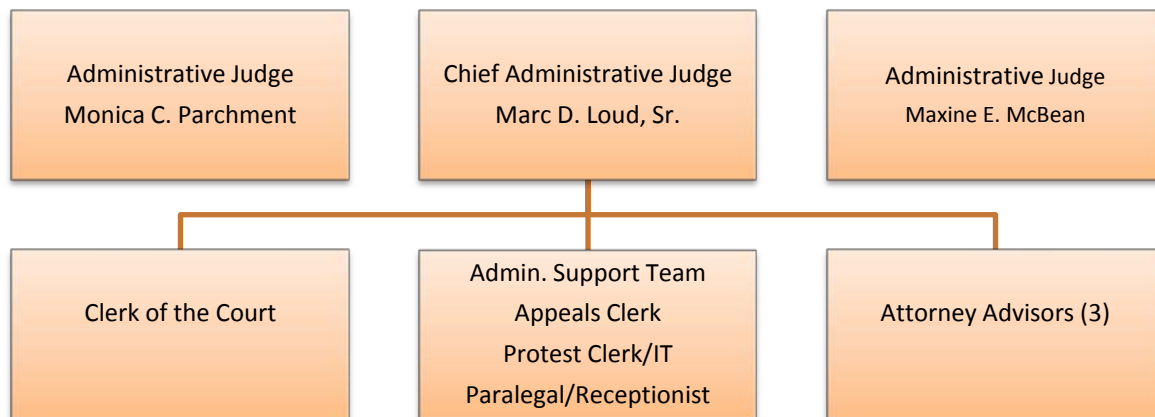 Administrative Judge
Monica C. Parchment
Chief Administrative Judge
Marc D. Loud, Sr.
Administrative Judge
Maxine E. McBean
Clerk of the Court
Admin. Support Team
Appeals Clerk
Protest Clerk/IT
Paralegal/Receptionist
Attorney Advisors (3)